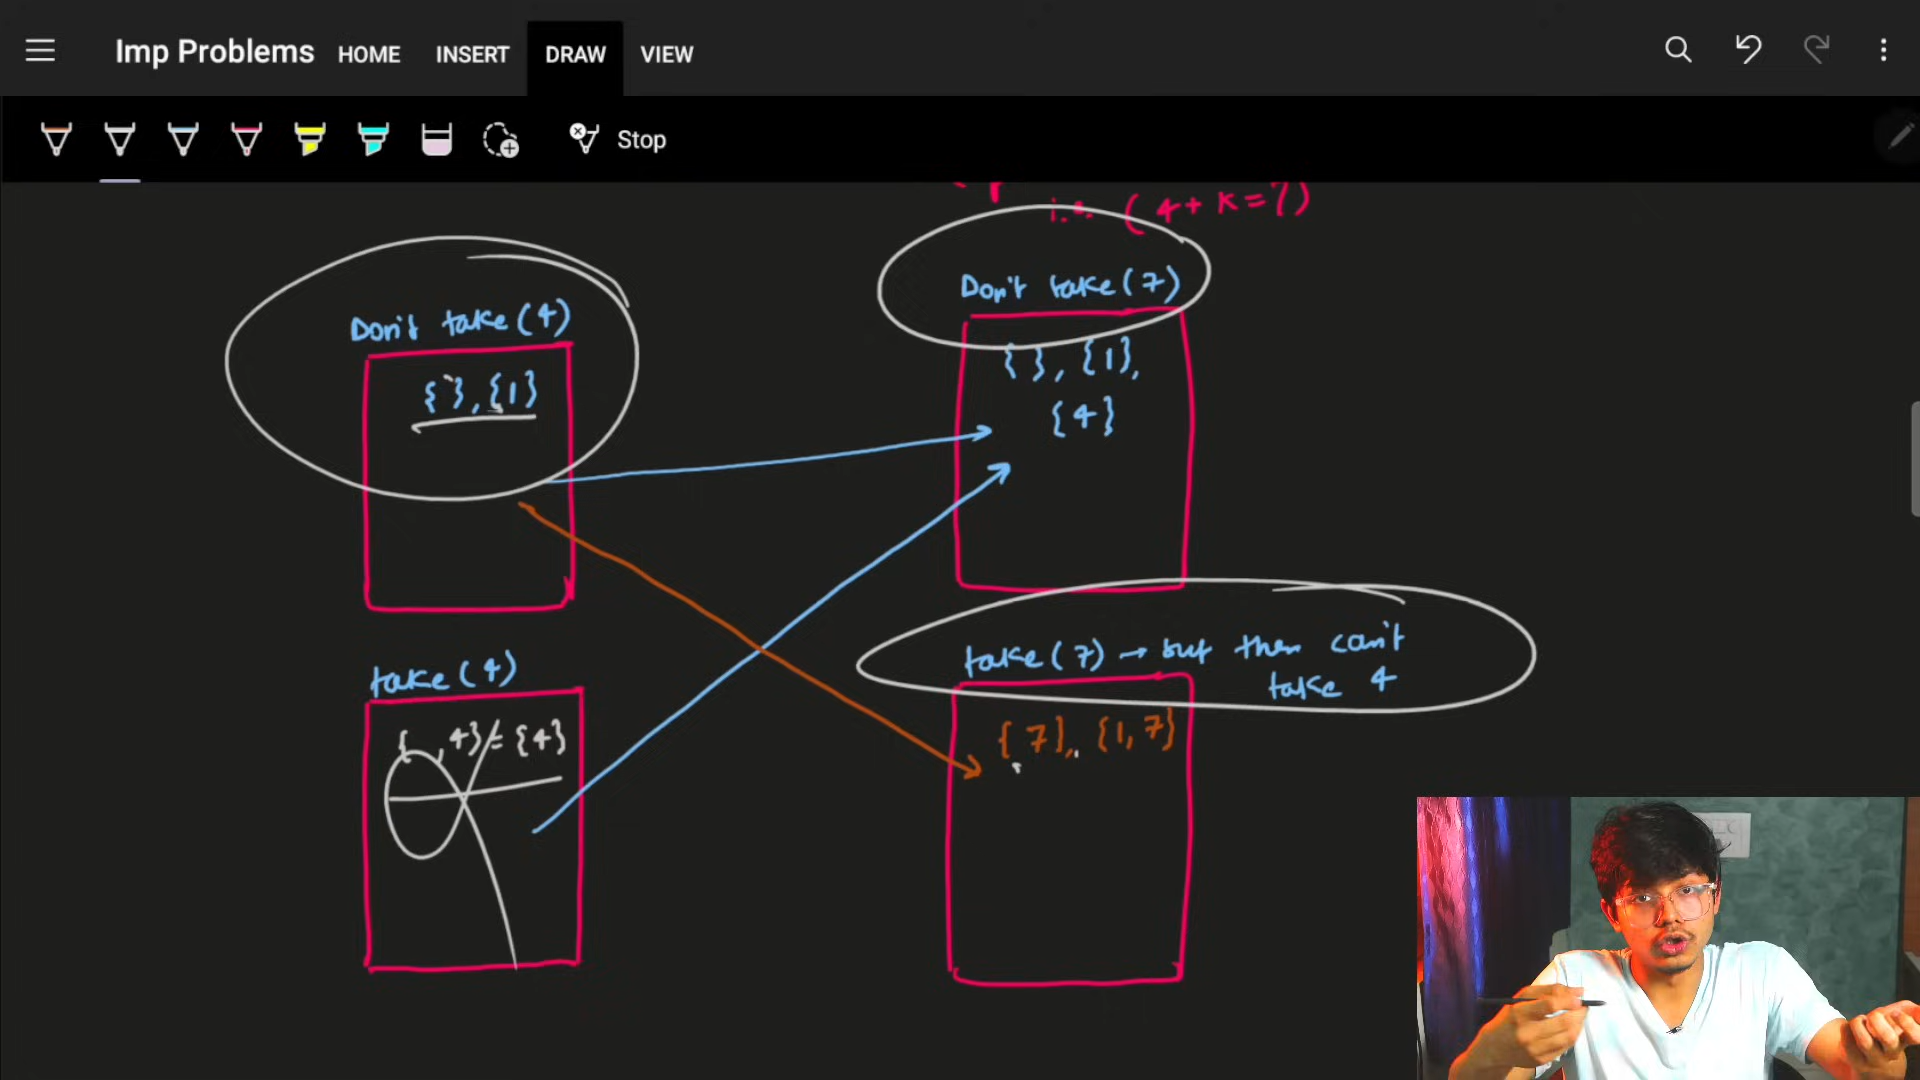 Imp Problems HOME INSERT DRAW VIEW
Stop
i.e. (4+K=7)
Don't take(7)
Don't take(4)
{ }, {1},
{ }, {1}
{4}
take(7) → but then can't
take 4
take(4)
{ ,4} = {4}
{7}, {1,7}